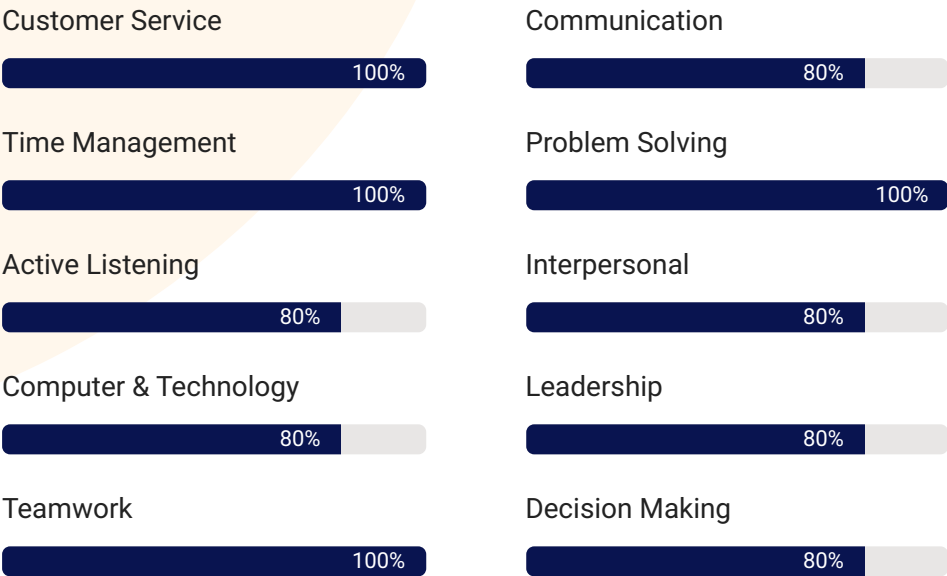 Customer Service
100%
Time Management
100%
Active Listening
80%
Computer & Technology
80%
Teamwork
100%
Communication
80%
Problem Solving
100%
Interpersonal
80%
Leadership
80%
Decision Making
80%